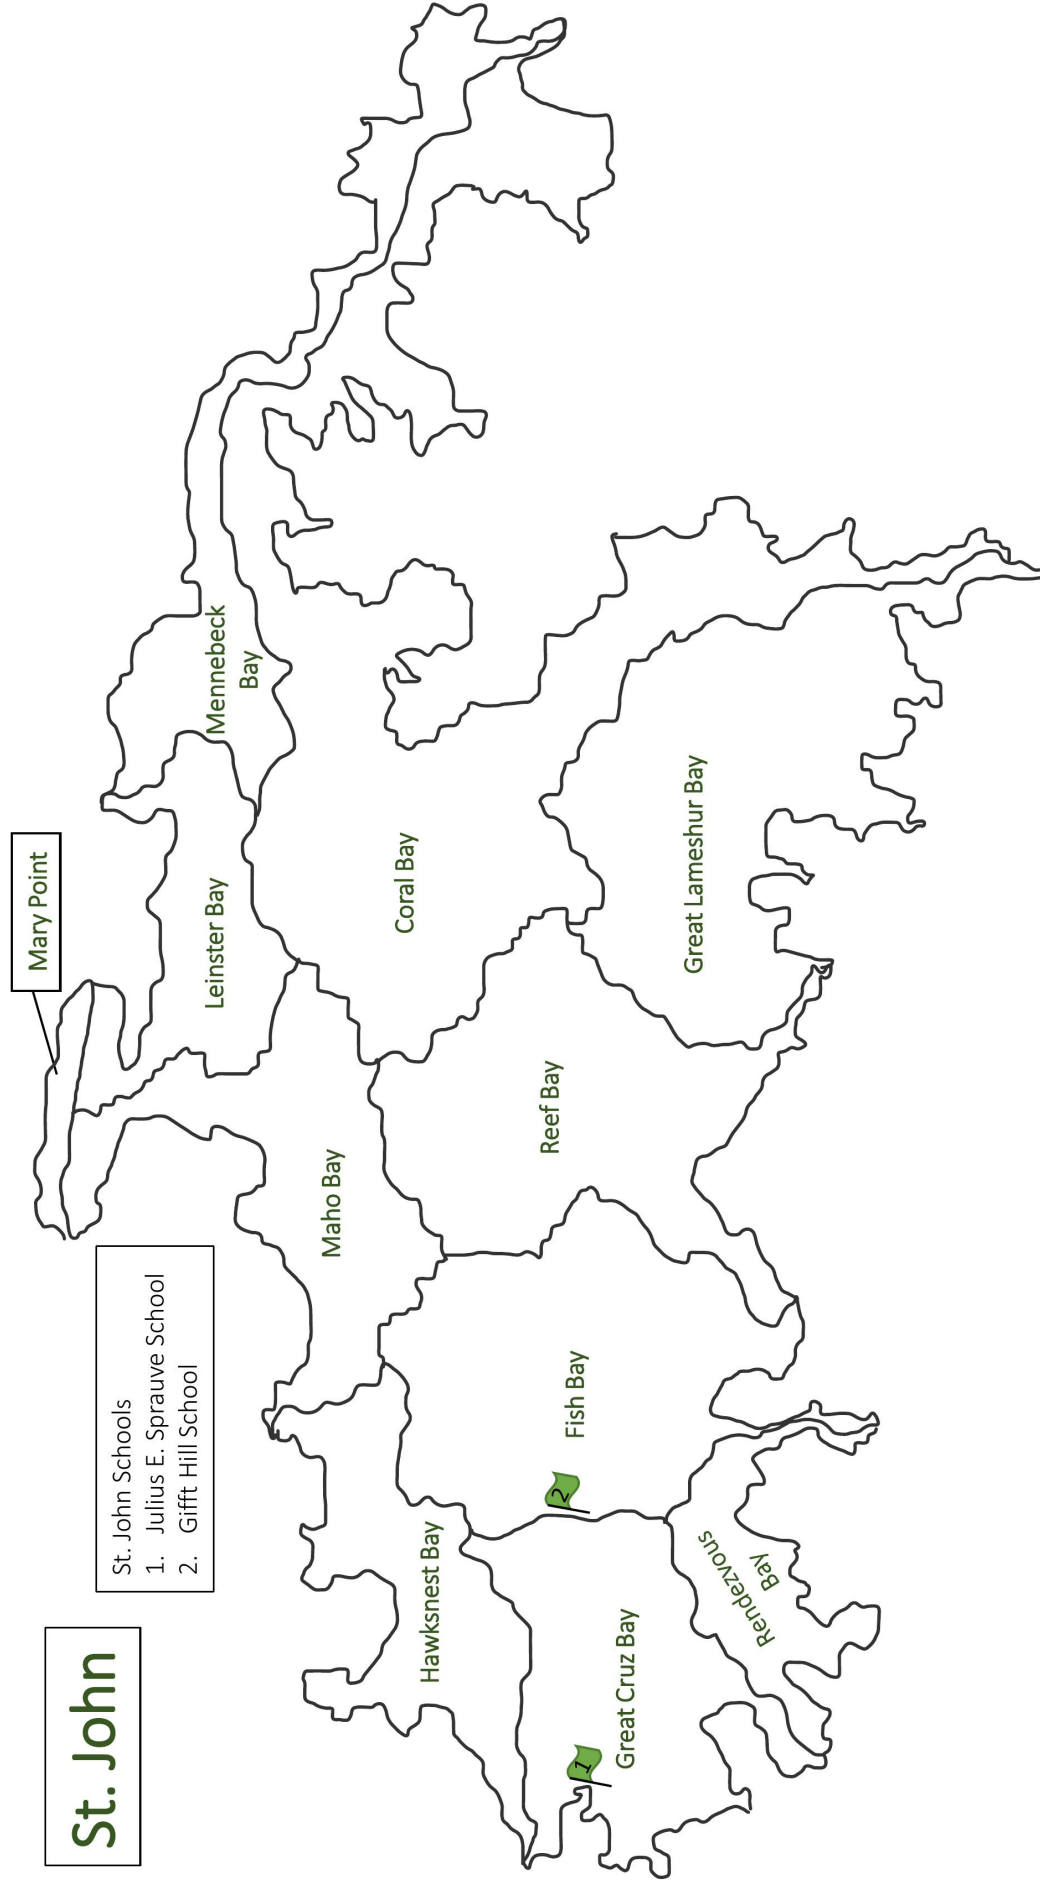 St. John
St. John Schools
1. Julius E. Sprauve School
2. Gifft Hill School
Mary Point
Mennebeck
Bay
Leinster Bay
Maho Bay
Coral Bay
Hawksnest Bay
Reef Bay
Fish Bay
2
Great Lameshur Bay
1
Great Cruz Bay
Rendezvous
Bay